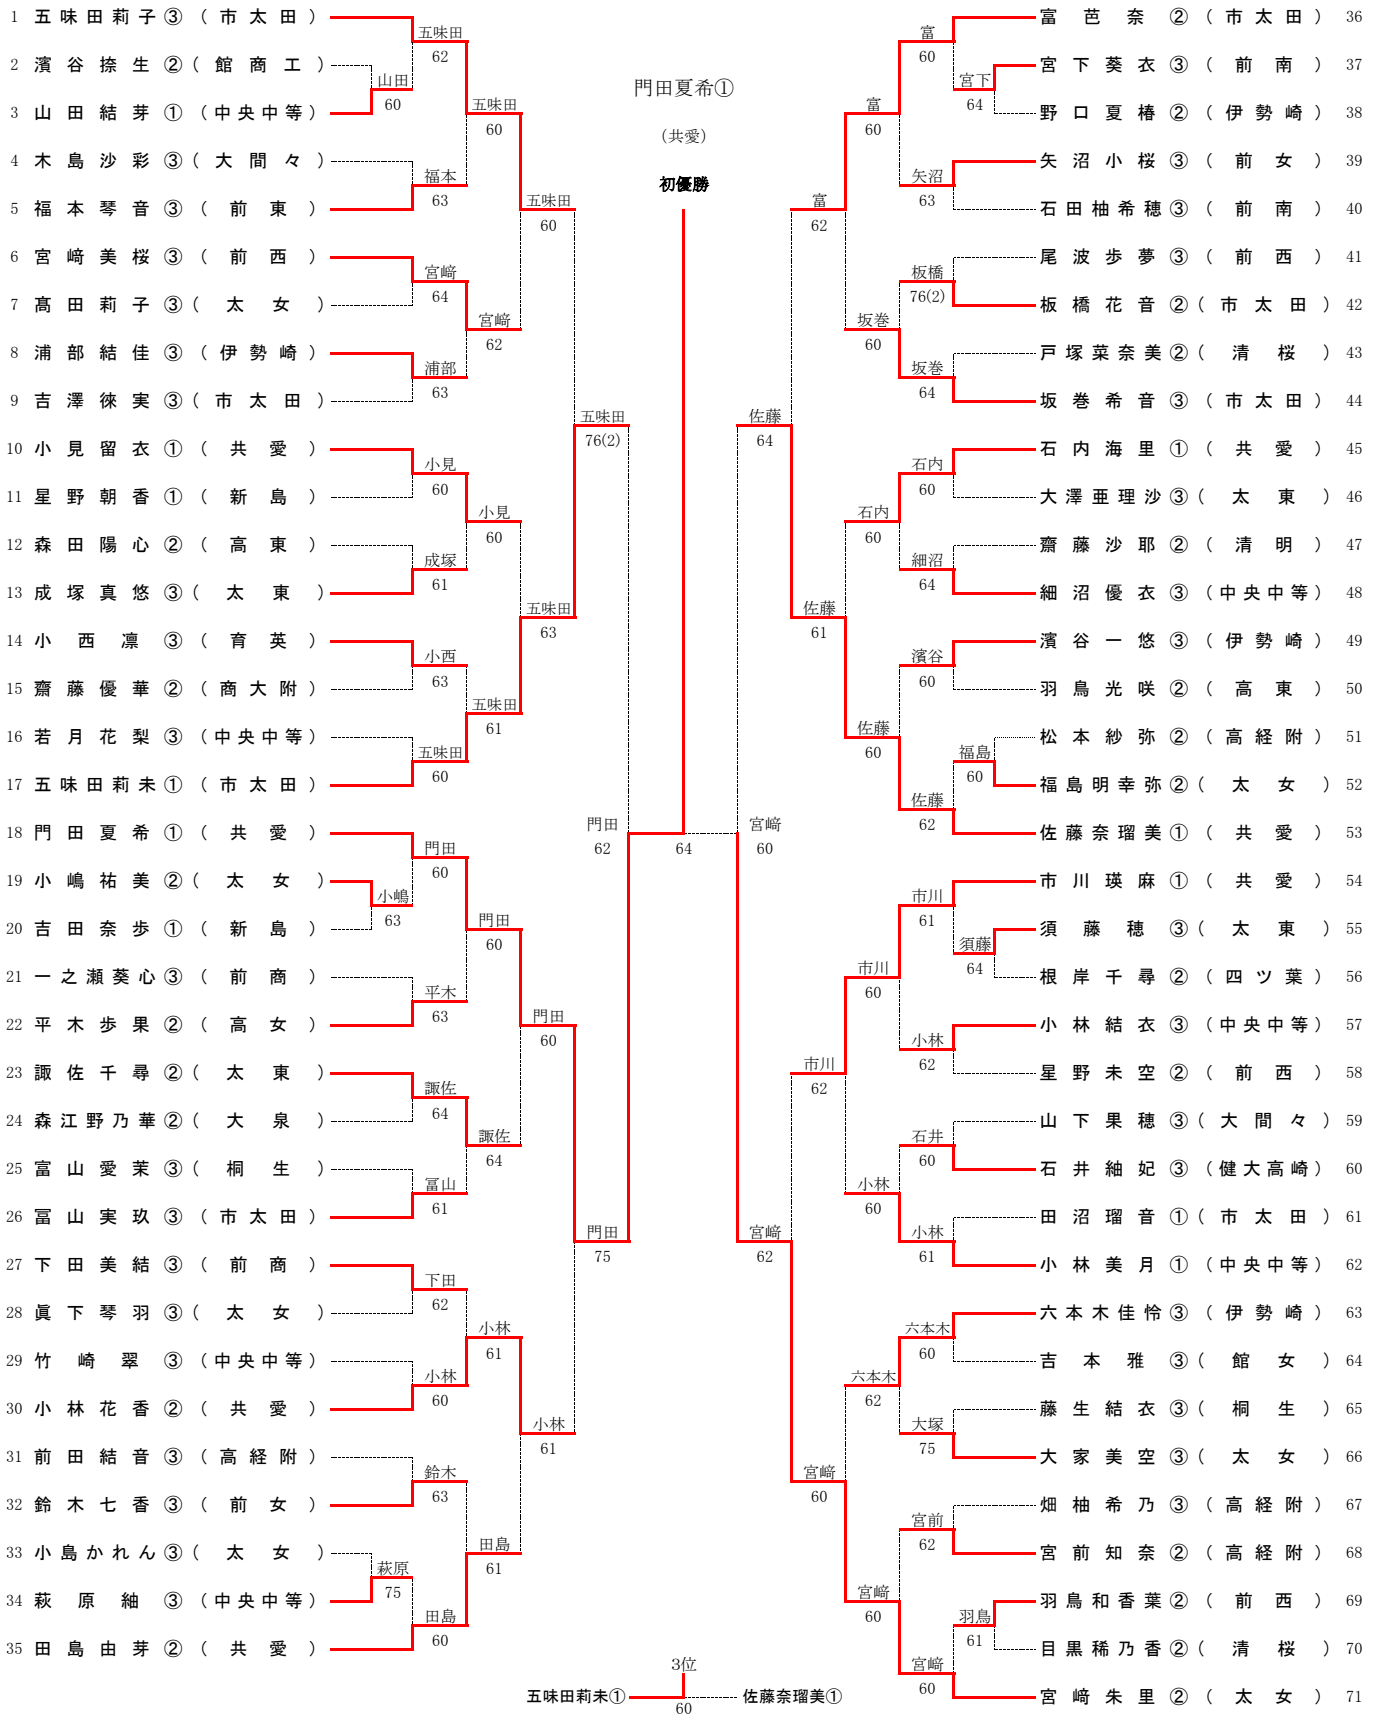 門田夏希①
（共愛）
初優勝
1 五味田莉子③（市太田）
2 濱谷捺生②（館商工）
3 山田結芽①（中央中等）
4 木島沙彩③（大間々）
5 福本琴音③（前東）
6 宮﨑美桜③（前西）
7 髙田莉子③（太女）
8 浦部結佳③（伊勢崎）
9 吉澤徠実③（市太田）
10 小見留衣①（共愛）
11 星野朝香①（新島）
12 森田陽心②（高東）
13 成塚真悠③（太東）
14 小西凛③（育英）
15 齋藤優華②（商大附）
16 若月花梨③（中央中等）
17 五味田莉未①（市太田）
18 門田夏希①（共愛）
19 小嶋祐美②（太女）
20 吉田奈歩①（新島）
21 一之瀬葵心③（前商）
22 平木歩果②（高女）
23 諏佐千尋②（太東）
24 森江野乃華②（大泉）
25 富山愛茉③（桐生）
26 冨山実玖③（市太田）
27 下田美結③（前商）
28 眞下琴羽③（太女）
29 竹崎翠③（中央中等）
30 小林花香②（共愛）
31 前田結音③（高経附）
32 鈴木七香③（前女）
33 小島かれん③（太女）
34 萩原紬③（中央中等）
35 田島由芽②（共愛）
山田
60
小嶋
63
萩原
75
五味田
62
福本
63
宮﨑
64
浦部
63
小見
60
成塚
61
小西
63
五味田
60
門田
60
平木
63
諏佐
64
冨山
61
下田
62
小林
60
鈴木
63
田島
60
五味田
60
宮﨑
62
小見
60
五味田
61
門田
60
諏佐
64
小林
61
田島
61
五味田
60
五味田
63
門田
60
小林
61
五味田
76(2)
門田
75
門田
62
64
宮﨑
60
佐藤
64
宮﨑
62
富
62
佐藤
61
市川
62
宮﨑
60
富
60
坂巻
60
石内
60
佐藤
60
市川
60
小林
60
六本木
62
宮﨑
60
富
60
矢沼
63
板橋
76(2)
坂巻
64
石内
60
細沼
64
濱谷
60
佐藤
62
市川
61
小林
62
石井
60
小林
61
六本木
60
大塚
75
宮前
62
宮﨑
60
宮下
64
福島
60
須藤
64
羽鳥
61
富芭奈②（市太田） 36
宮下葵衣③（前南） 37
野口夏椿②（伊勢崎） 38
矢沼小桜③（前女） 39
石田柚希穂③（前南） 40
尾波歩夢③（前西） 41
板橋花音②（市太田） 42
戸塚菜奈美②（清桜） 43
坂巻希音③（市太田） 44
石内海里①（共愛） 45
大澤亜理沙③（太東） 46
齋藤沙耶②（清明） 47
細沼優衣③（中央中等） 48
濱谷一悠③（伊勢崎） 49
羽鳥光咲②（高東） 50
松本紗弥②（高経附） 51
福島明幸弥②（太女） 52
佐藤奈瑠美①（共愛） 53
市川瑛麻①（共愛） 54
須藤穂③（太東） 55
根岸千尋②（四ツ葉） 56
小林結衣③（中央中等） 57
星野未空②（前西） 58
山下果穂③（大間々） 59
石井紬妃③（健大高崎） 60
田沼瑠音①（市太田） 61
小林美月①（中央中等） 62
六本木佳怜③（伊勢崎） 63
吉本雅③（館女） 64
藤生結衣③（桐生） 65
大家美空③（太女） 66
畑柚希乃③（高経附） 67
宮前知奈②（高経附） 68
羽鳥和香葉②（前西） 69
目黒稀乃香②（清桜） 70
宮﨑朱里②（太女） 71
3位
五味田莉未①
60
佐藤奈瑠美①